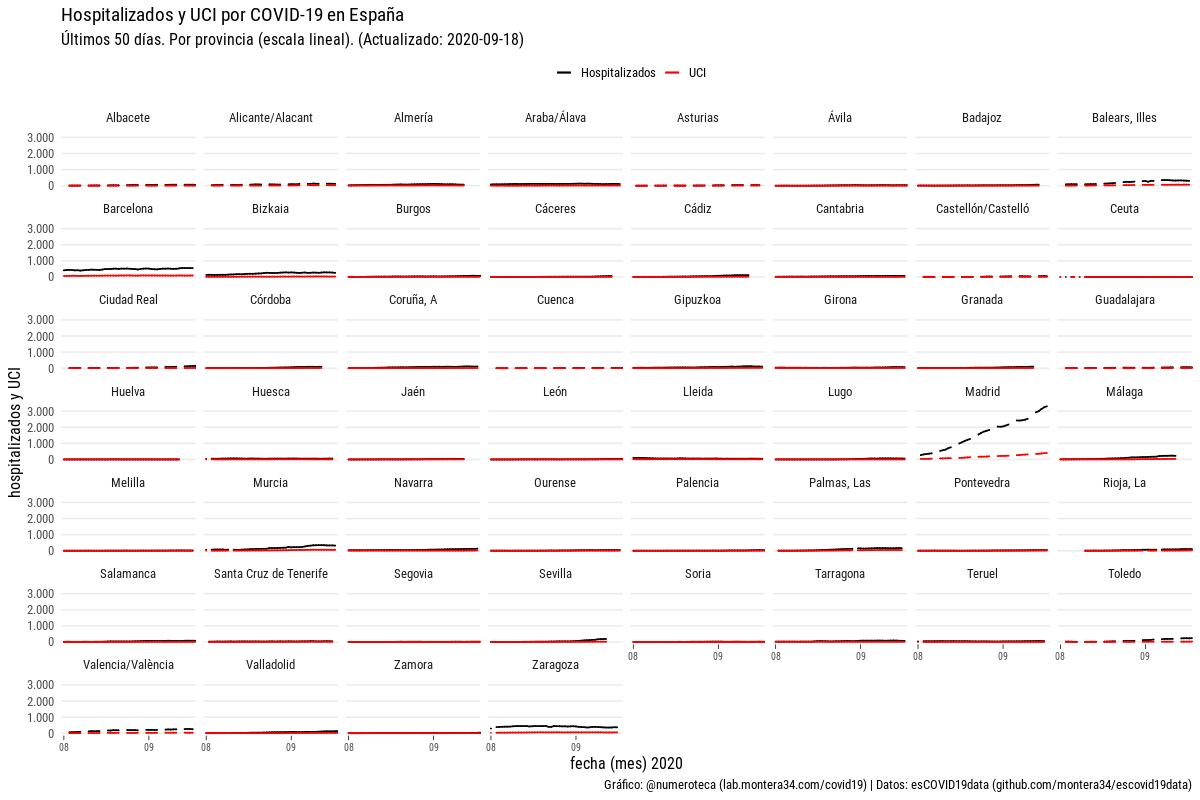 Hospitalizados y UCI por COVID-19 en España
Últimos 50 días. Por provincia (escala lineal). (Actualizado: 2020-09-18)
Hospitalizados UCI
Albacete Alicante/Alacant Almería Araba/Álava Asturias Ávila Badajoz Balears, Illes
3.000
2.000
1.000
0
Barcelona Bizkaia Burgos Cáceres Cádiz Cantabria Castellón/Castelló Ceuta
3.000
2.000
1.000
0
Ciudad Real Córdoba Coruña, A Cuenca Gipuzkoa Girona Granada Guadalajara
3.000
2.000
1.000
0
Huelva Huesca Jaén León Lleida Lugo Madrid Málaga
3.000
2.000
1.000
0
Melilla Murcia Navarra Ourense Palencia Palmas, Las Pontevedra Rioja, La
3.000
2.000
1.000
0
Salamanca Santa Cruz de Tenerife Segovia Sevilla Soria Tarragona Teruel Toledo
3.000
2.000
1.000
0
08 09 08 09 08 09 08 09
Valencia/València Valladolid Zamora Zaragoza
3.000
2.000
1.000
0
08 09 08 09 08 09 08 09
hospitalizados y UCI
fecha (mes) 2020
Gráfico: @numeroteca (lab.montera34.com/covid19) | Datos: esCOVID19data (github.com/montera34/escovid19data)